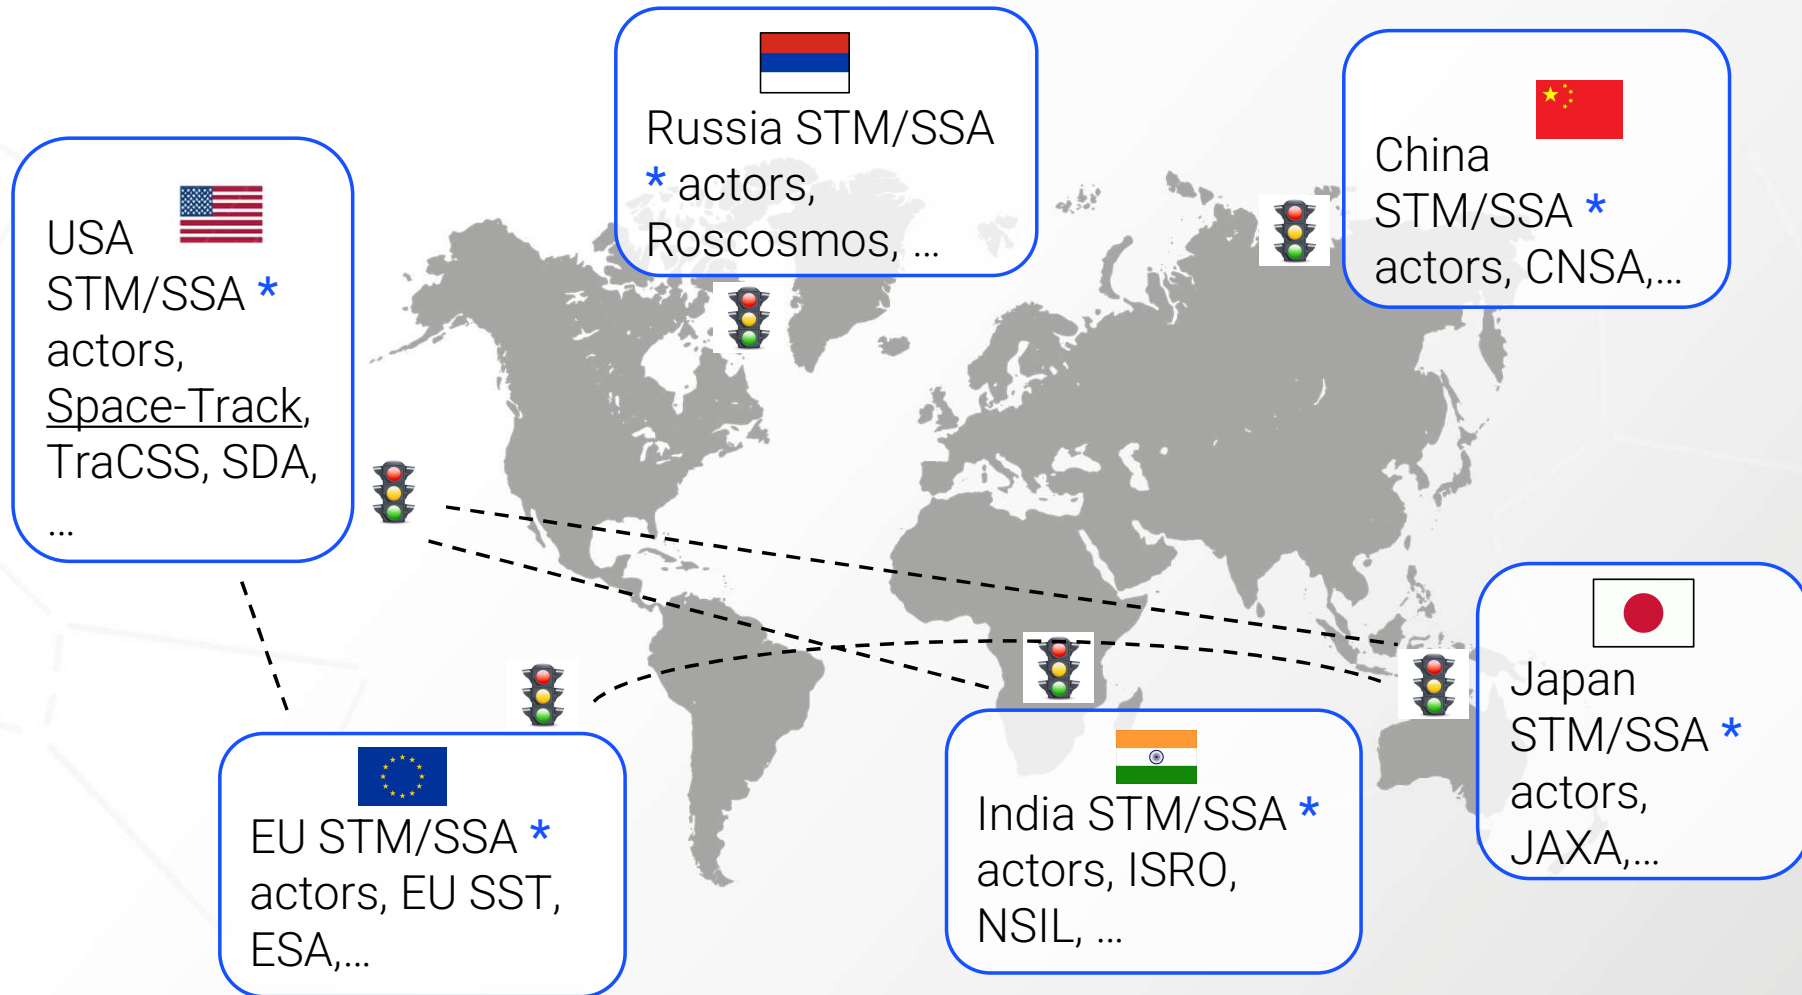 Russia STM/SSA
* actors,
Roscosmos, ...
China
STM/SSA *
actors, CNSA,...
USA
STM/SSA *
actors,
Space-Track,
TraCSS, SDA,
...
Japan
STM/SSA *
actors,
JAXA,...
EU STM/SSA *
actors, EU SST,
ESA,...
India STM/SSA *
actors, ISRO,
NSIL, ...